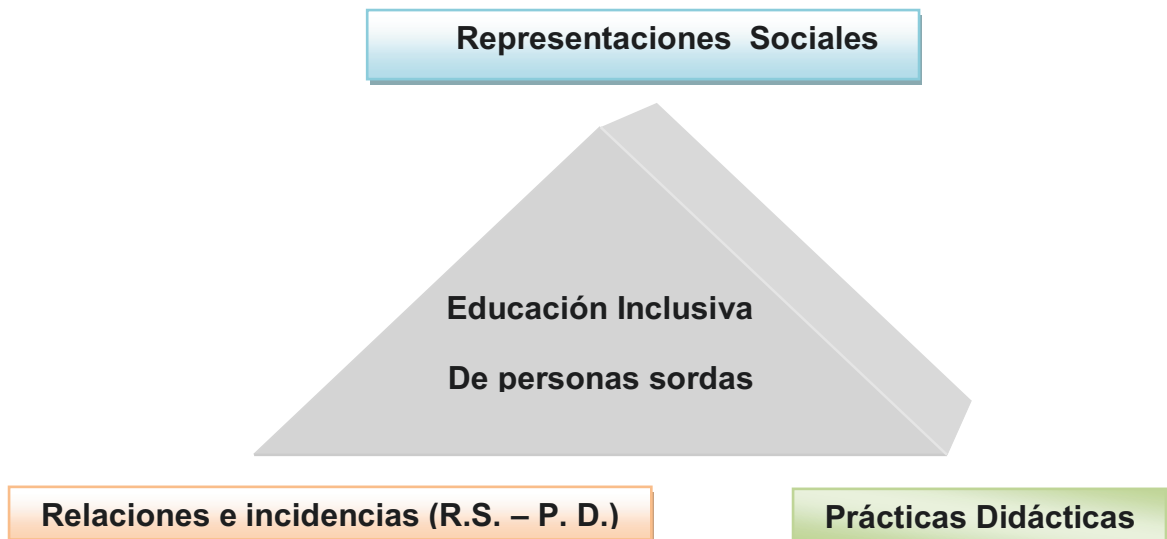 Representaciones Sociales
Educación Inclusiva
De personas sordas
Relaciones e incidencias (R.S. – P. D.)
Prácticas Didácticas